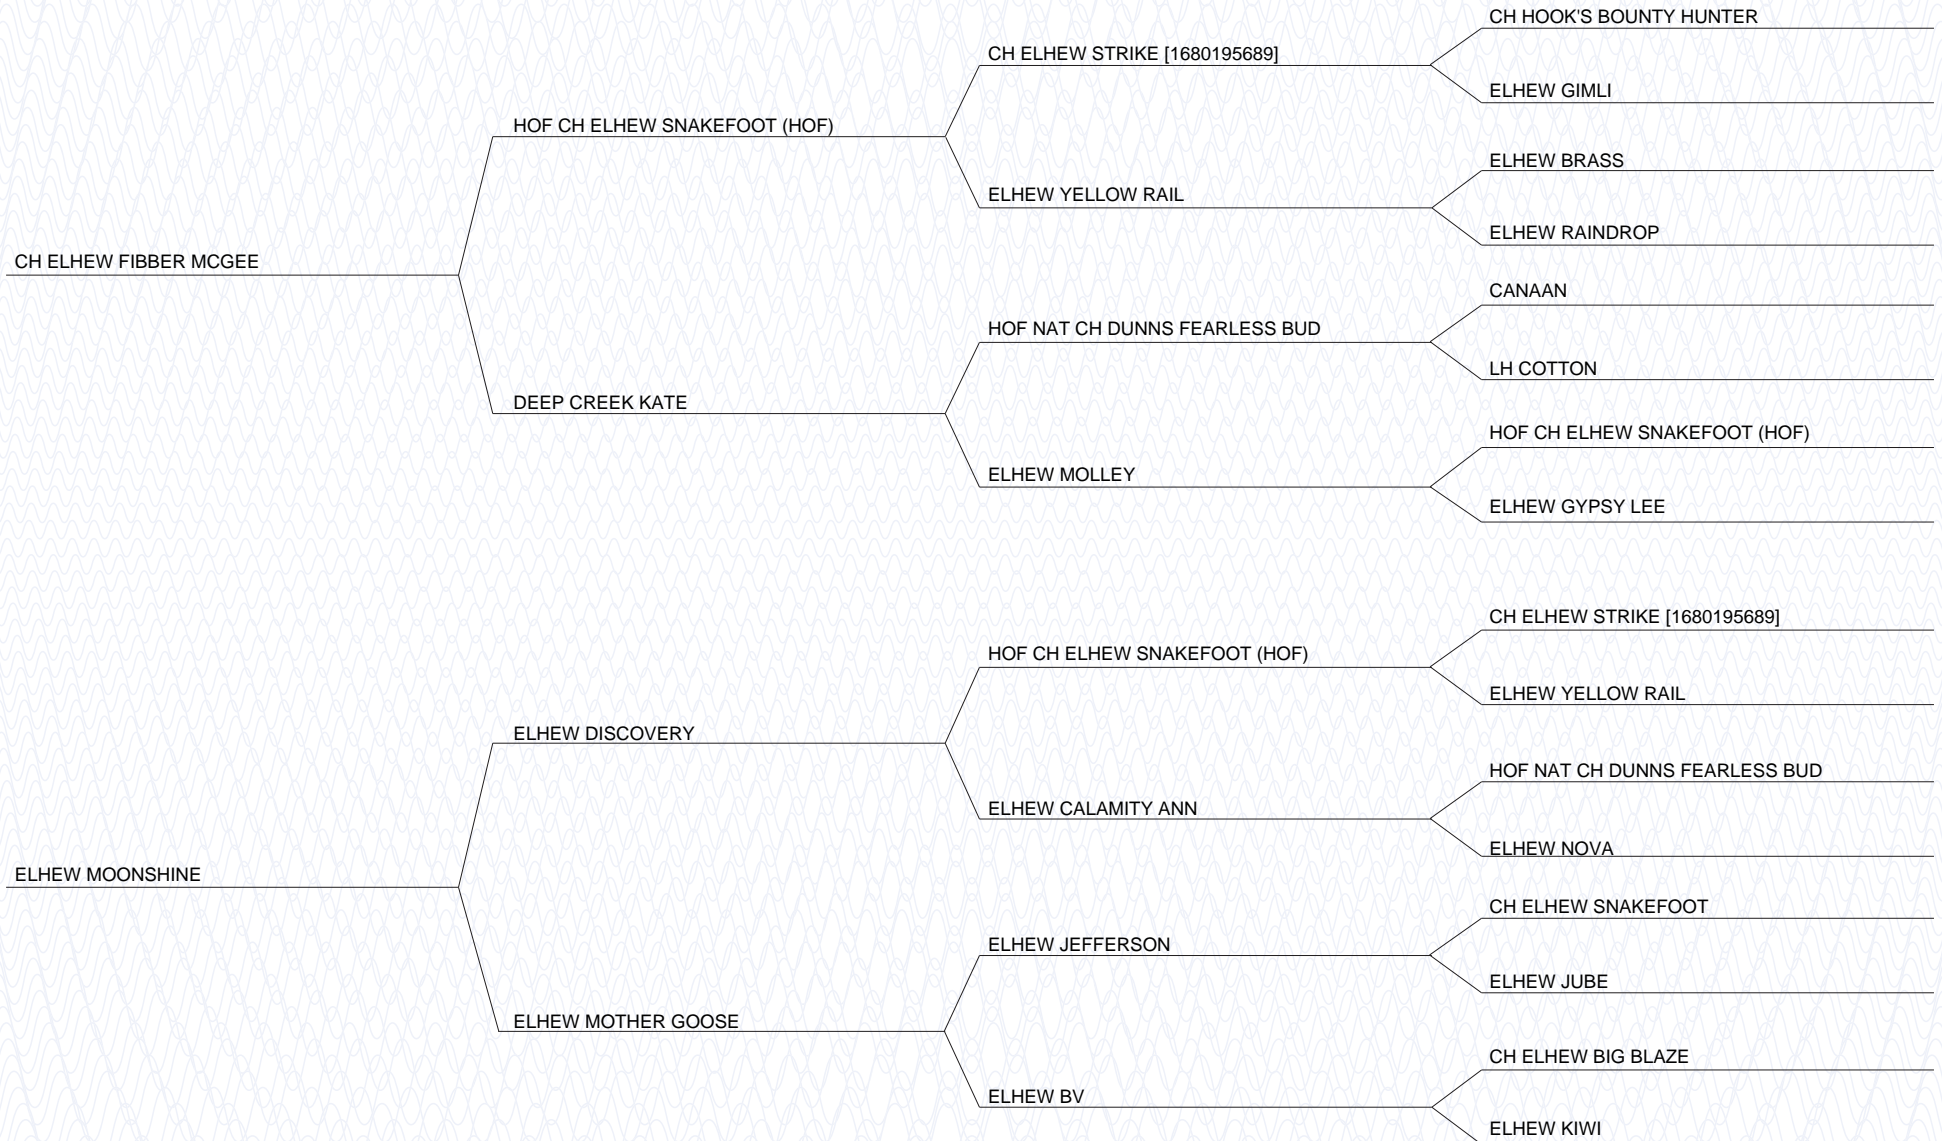 CH HOOK'S BOUNTY HUNTER
CH ELHEW STRIKE [1680195689]
ELHEW GIMLI
HOF CH ELHEW SNAKEFOOT (HOF)
ELHEW BRASS
ELHEW YELLOW RAIL
ELHEW RAINDROP
CH ELHEW FIBBER MCGEE
CANAAN
HOF NAT CH DUNNS FEARLESS BUD
LH COTTON
DEEP CREEK KATE
HOF CH ELHEW SNAKEFOOT (HOF)
ELHEW MOLLEY
ELHEW GYPSY LEE
CH ELHEW STRIKE [1680195689]
HOF CH ELHEW SNAKEFOOT (HOF)
ELHEW YELLOW RAIL
ELHEW DISCOVERY
HOF NAT CH DUNNS FEARLESS BUD
ELHEW CALAMITY ANN
ELHEW NOVA
ELHEW MOONSHINE
CH ELHEW SNAKEFOOT
ELHEW JEFFERSON
ELHEW JUBE
ELHEW MOTHER GOOSE
CH ELHEW BIG BLAZE
ELHEW BV
ELHEW KIWI